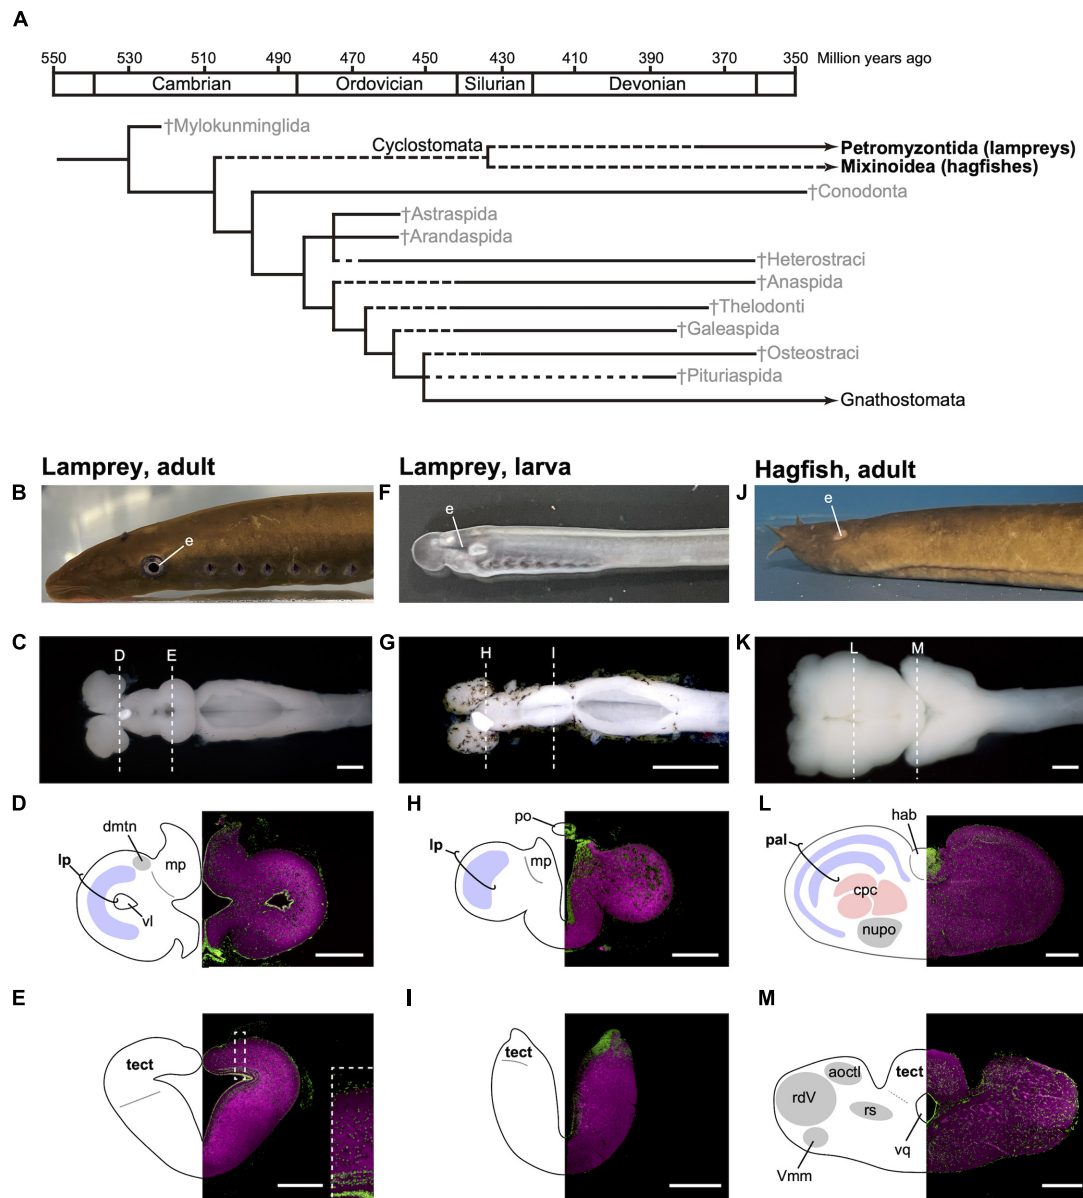 A
550 530 510 490 470 450 430 410 390 370 350 Million years ago
Cambrian Ordovician Silurian Devonian
†Mylokunminglida
Cyclostomata
Petromyzontida (lampreys)
Mixinoidea (hagfishes)
†Conodonta
†Astraspida
†Arandaspida
†Heterostraci
†Anaspida
†Thelodonti
†Galeaspida
†Osteostraci
†Pituriaspida
Gnathostomata
Lamprey, adult
Lamprey, larva
Hagfish, adult
B
e
F
e
J
e
C
D E
G
H I
K
L M
D
dmtn
mp
lp
vl
H
po
mp
lp
L
hab
pal
cpc
nupo
E
tect
I
tect
M
tect
aoctl
rdV
rs
vq
Vmm